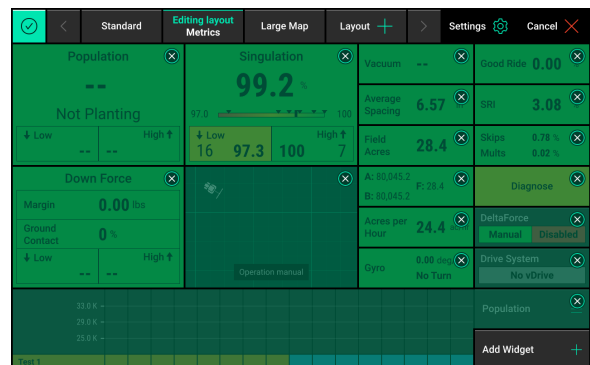 Standard
Editing layout
Metrics
Large Map
Layout
Settings
Cancel
Population
--
Not Planting
↓ Low High ↑
-- --
Singulation
99.2 %
97.0 100
↓ Low High ↑
16 97.3 100 7
Vacuum --
Good Ride 0.00
Average
Spacing 6.57
SRI 3.08
Field
Acres 28.4
Skips 0.78 %
Mults 0.02 %
Down Force
Margin 0.00 lbs
Ground
Contact 0 %
↓ Low High ↑
-- --
Operation manual
A: 80,045.2
B: 80,045.2
F: 28.4
Diagnose
Acres per
Hour 24.4
DeltaForce
Manual Disabled
Gyro 0.00 deg
No Turn
Drive System
No vDrive
33.0 K
29.0 K
25.0 K
Test 1
Population
Add Widget